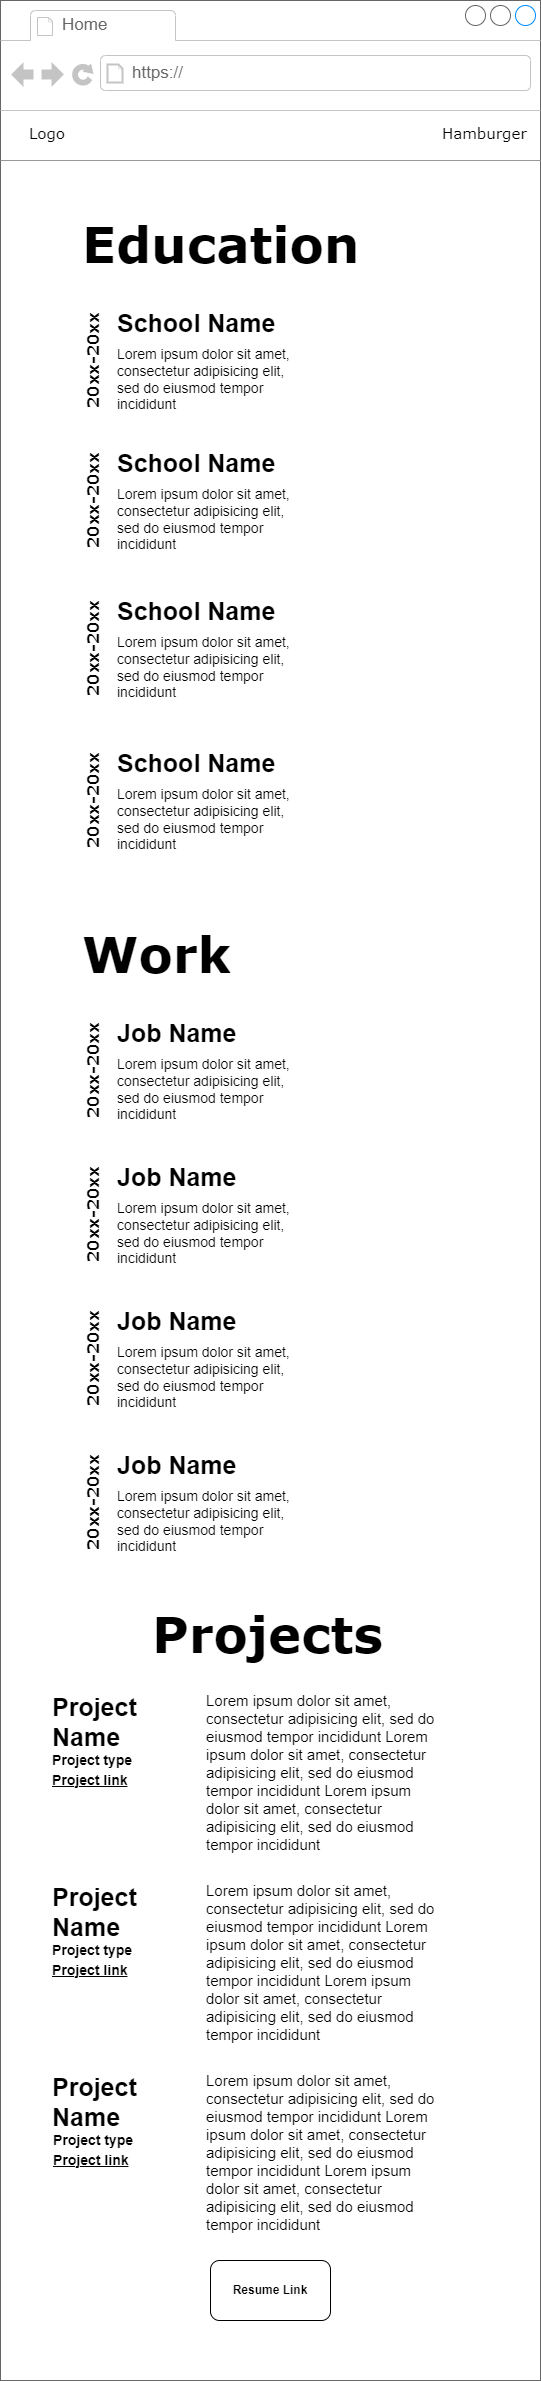 Home
https://
Logo
Hamburger
Education
20xx-20xx
School Name
Lorem ipsum dolor sit amet,
consectetur adipisicing elit,
sed do eiusmod tempor
incididunt
20xx-20xx
School Name
Lorem ipsum dolor sit amet,
consectetur adipisicing elit,
sed do eiusmod tempor
incididunt
20xx-20xx
School Name
Lorem ipsum dolor sit amet,
consectetur adipisicing elit,
sed do eiusmod tempor
incididunt
20xx-20xx
School Name
Lorem ipsum dolor sit amet,
consectetur adipisicing elit,
sed do eiusmod tempor
incididunt
Work
20xx-20xx
Job Name
Lorem ipsum dolor sit amet,
consectetur adipisicing elit,
sed do eiusmod tempor
incididunt
20xx-20xx
Job Name
Lorem ipsum dolor sit amet,
consectetur adipisicing elit,
sed do eiusmod tempor
incididunt
20xx-20xx
Job Name
Lorem ipsum dolor sit amet,
consectetur adipisicing elit,
sed do eiusmod tempor
incididunt
20xx-20xx
Job Name
Lorem ipsum dolor sit amet,
consectetur adipisicing elit,
sed do eiusmod tempor
incididunt
Projects
Project
Name
Project type
Project link
Lorem ipsum dolor sit amet,
consectetur adipisicing elit, sed do
eiusmod tempor incididunt Lorem
ipsum dolor sit amet, consectetur
adipisicing elit, sed do eiusmod
tempor incididunt Lorem ipsum
dolor sit amet, consectetur
adipisicing elit, sed do eiusmod
tempor incididunt
Project
Name
Project type
Project link
Lorem ipsum dolor sit amet,
consectetur adipisicing elit, sed do
eiusmod tempor incididunt Lorem
ipsum dolor sit amet, consectetur
adipisicing elit, sed do eiusmod
tempor incididunt Lorem ipsum
dolor sit amet, consectetur
adipisicing elit, sed do eiusmod
tempor incididunt
Project
Name
Project type
Project link
Lorem ipsum dolor sit amet,
consectetur adipisicing elit, sed do
eiusmod tempor incididunt Lorem
ipsum dolor sit amet, consectetur
adipisicing elit, sed do eiusmod
tempor incididunt Lorem ipsum
dolor sit amet, consectetur
adipisicing elit, sed do eiusmod
tempor incididunt
Resume Link